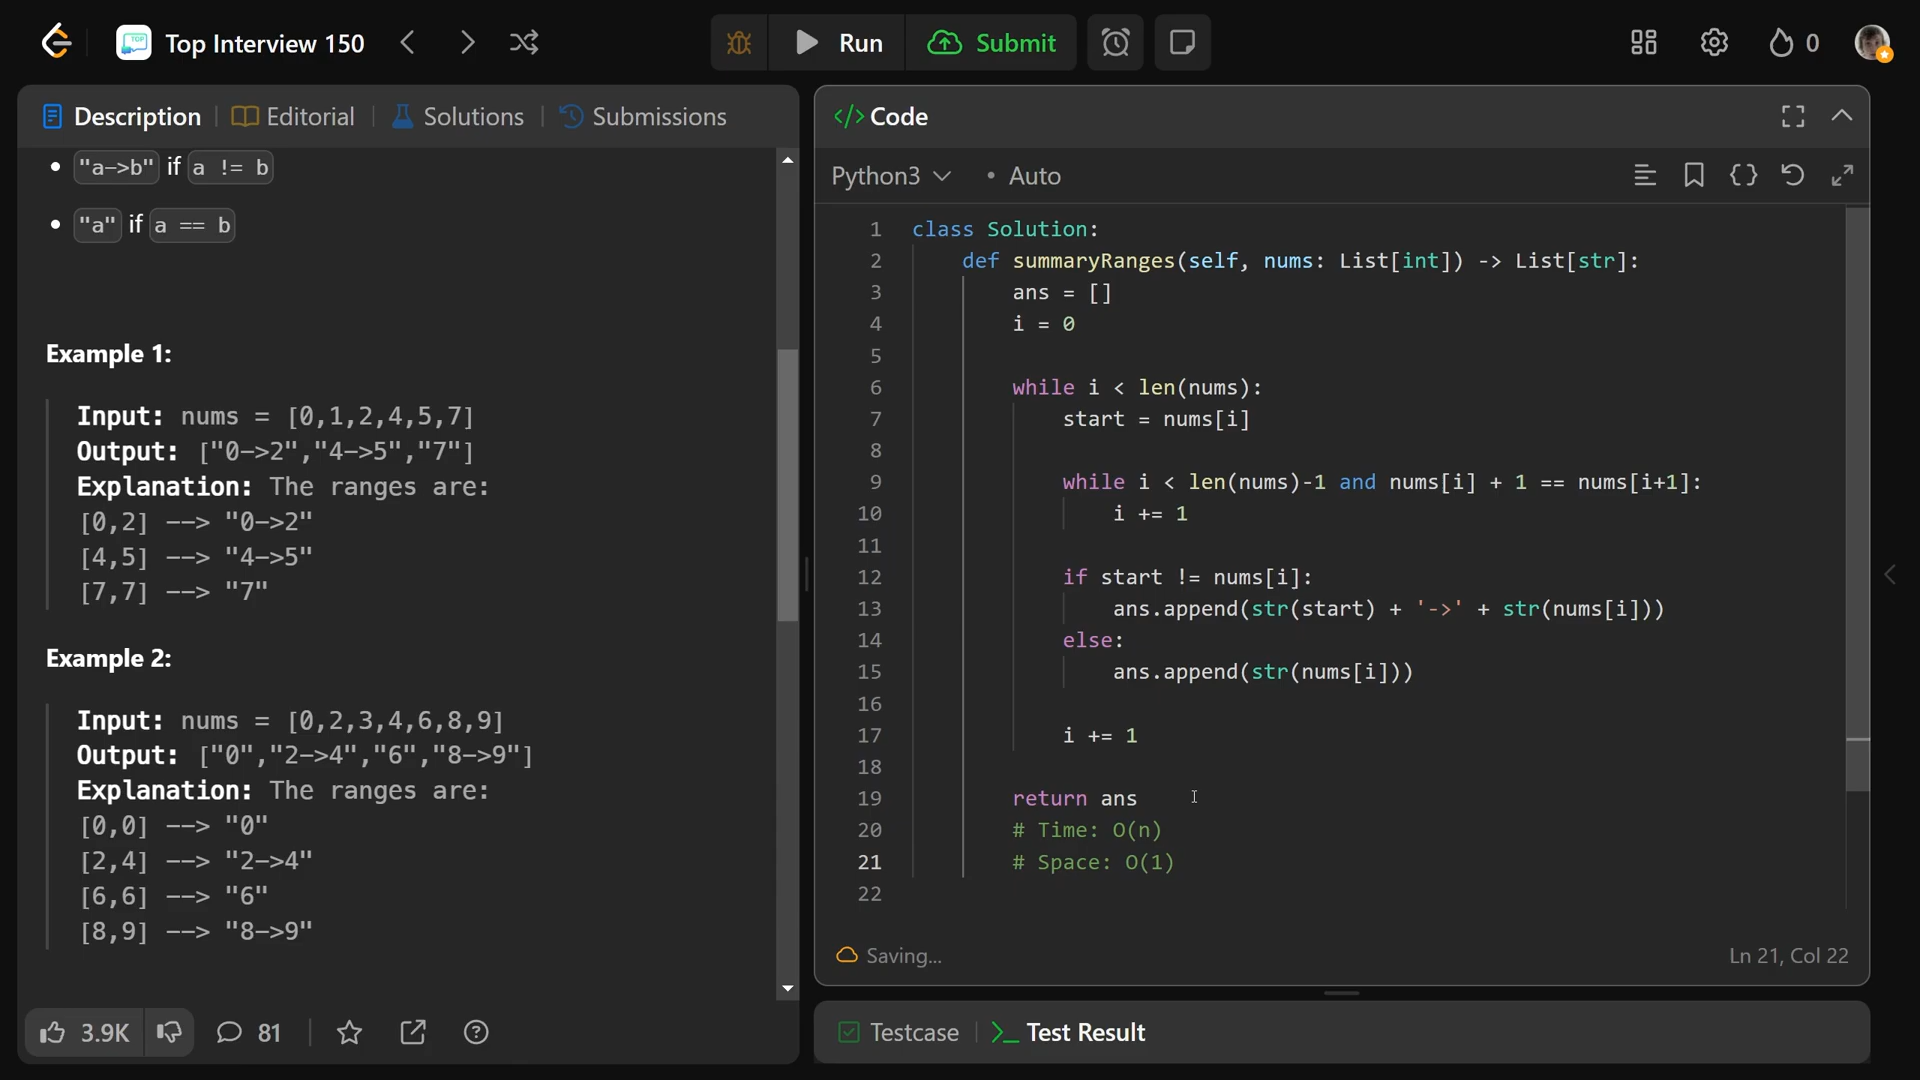 Top Interview 150
Run
Submit
0
Description
Editorial
Solutions
Submissions
"a->b" if a != b
"a" if a == b
Example 1:
Input: nums = [0,1,2,4,5,7]
Output: ["0->2","4->5","7"]
Explanation: The ranges are:
[0,2] --> "0->2"
[4,5] --> "4->5"
[7,7] --> "7"
Example 2:
Input: nums = [0,2,3,4,6,8,9]
Output: ["0","2->4","6","8->9"]
Explanation: The ranges are:
[0,0] --> "0"
[2,4] --> "2->4"
[6,6] --> "6"
[8,9] --> "8->9"
3.9K
81
</> Code
Python3
• Auto
1 class Solution:
2     def summaryRanges(self, nums: List[int]) -> List[str]:
3         ans = []
4         i = 0
5
6         while i < len(nums):
7             start = nums[i]
8
9             while i < len(nums)-1 and nums[i] + 1 == nums[i+1]:
10                 i += 1
11
12             if start != nums[i]:
13                 ans.append(str(start) + '->' + str(nums[i]))
14             else:
15                 ans.append(str(nums[i]))
16
17             i += 1
18
19         return ans
20         # Time: O(n)
21         # Space: O(1)
22
Saving...
Ln 21, Col 22
Testcase
>_ Test Result